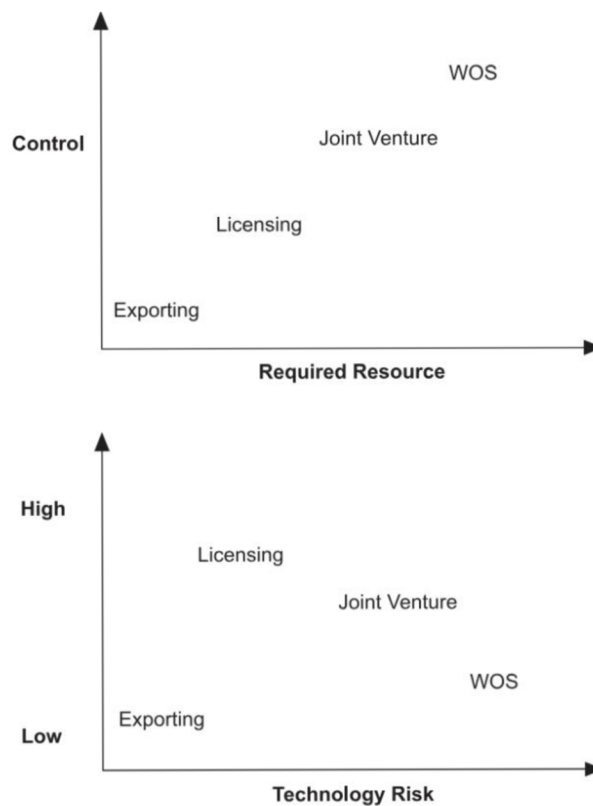 WOS
Joint Venture
Control
Licensing
Exporting
Required Resource
High
Licensing
Joint Venture
WOS
Exporting
Low
Technology Risk